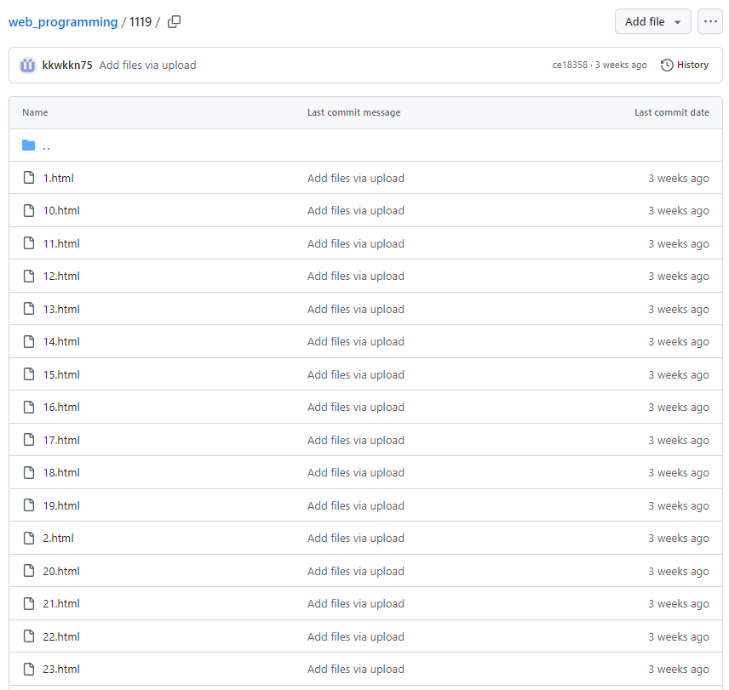 web_programming / 1119 / Add file
kkwkkn75 Add files via upload ce18358 · 3 weeks ago History
Name Last commit message Last commit date
..
1.html Add files via upload 3 weeks ago
10.html Add files via upload 3 weeks ago
11.html Add files via upload 3 weeks ago
12.html Add files via upload 3 weeks ago
13.html Add files via upload 3 weeks ago
14.html Add files via upload 3 weeks ago
15.html Add files via upload 3 weeks ago
16.html Add files via upload 3 weeks ago
17.html Add files via upload 3 weeks ago
18.html Add files via upload 3 weeks ago
19.html Add files via upload 3 weeks ago
2.html Add files via upload 3 weeks ago
20.html Add files via upload 3 weeks ago
21.html Add files via upload 3 weeks ago
22.html Add files via upload 3 weeks ago
23.html Add files via upload 3 weeks ago